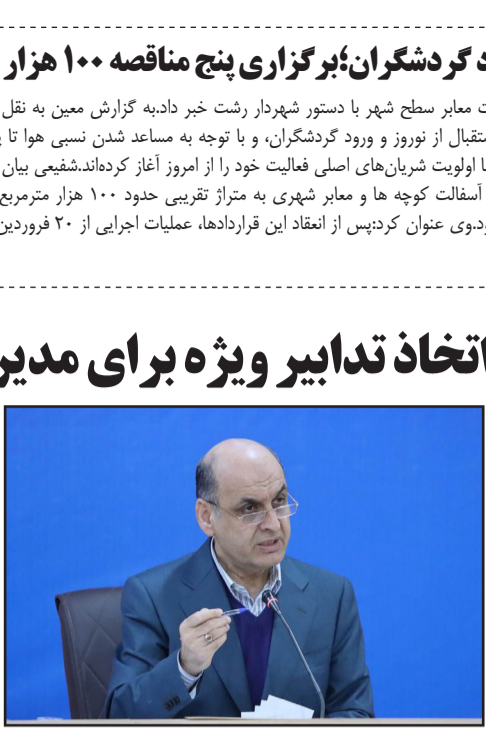 گردشگران؛برگزاری پنج مناقصه ۱۰۰ هزار
معابر سطح شهر با دستور شهردار رشت خبر داد.به گزارش معین به نقل
استقبال از نوروز و ورود گردشگران، و با توجه به مساعد شدن نسبی هوا تا
اولویت شریان‌های اصلی فعالیت خود را از امروز آغاز کرده‌اند.شفیعی بیان
آسفالت کوچه ها و معابر شهری به متراژ تقریبی حدود ۱۰۰ هزار مترمربع
وی عنوان کرد:پس از انعقاد این قراردادها، عملیات اجرایی از ۲۰ فروردین
اتخاذ تدابیر ویژه برای